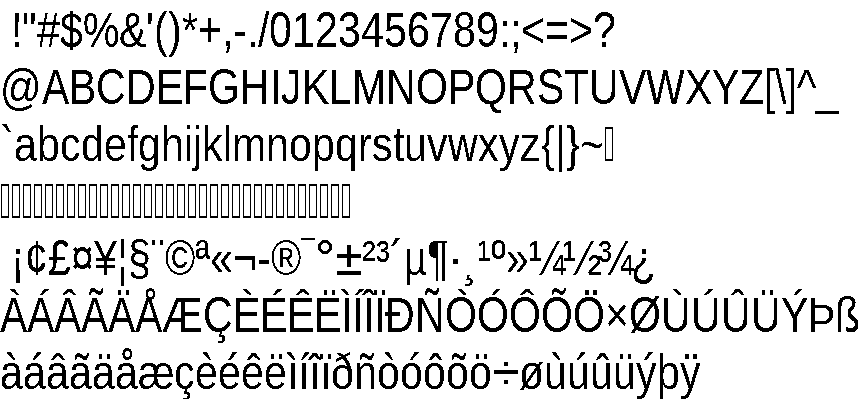 !"#$%&'()*+,-./0123456789:;<=>?
@ABCDEFGHIJKLMNOPQRSTUVWXYZ[\]^_
`abcdefghijklmnopqrstuvwxyz{|}~
¡¢£¤¥¦§¨©ª«¬-®¯°±²³´µ¶·¸¹º»¼½¾¿
ÀÁÂÃÄÅÆÇÈÉÊËÌÍÎÏÐÑÒÓÔÕÖ×ØÙÚÛÜÝÞß
àáâãäåæçèéêëìíîïðñòóôõö÷øùúûüýþÿ